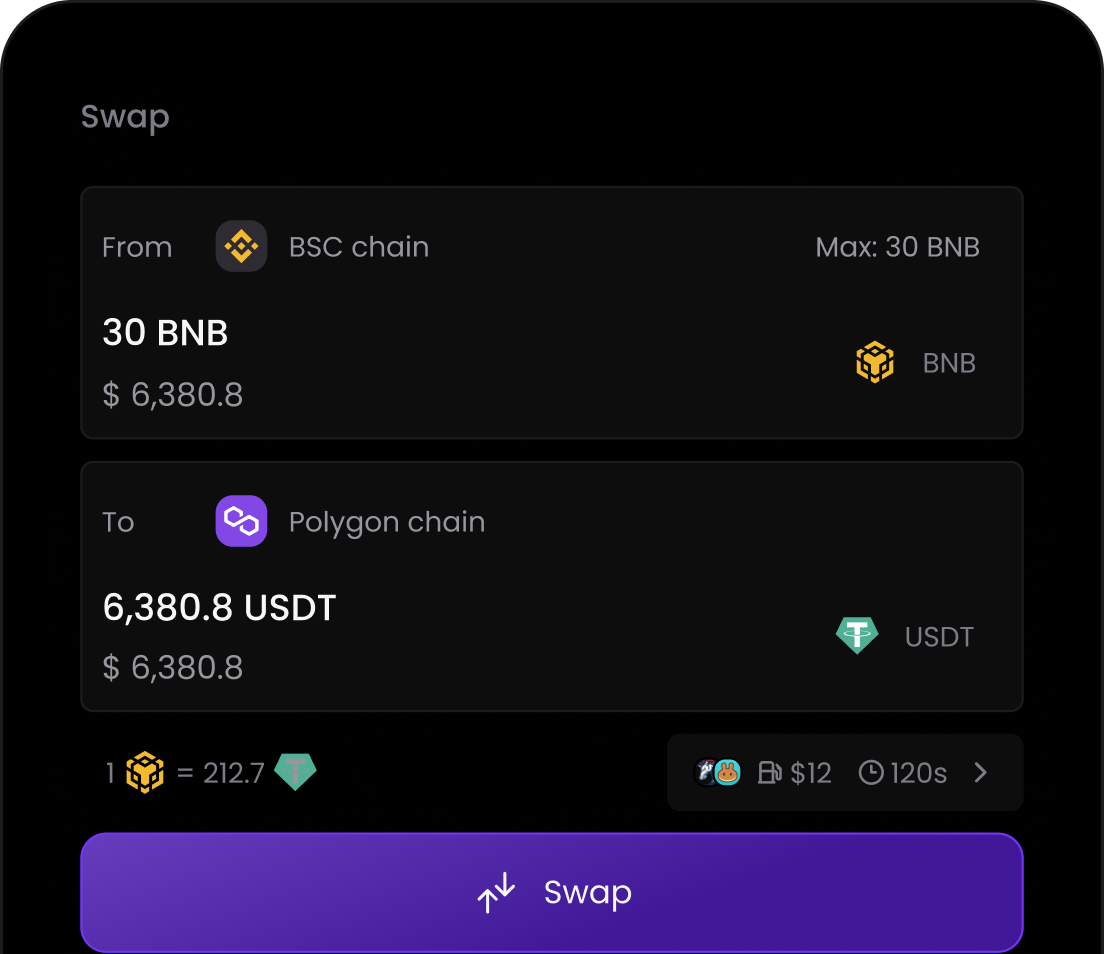 Swap
From BSC chain Max: 30 BNB
30 BNB
BNB
$ 6,380.8
To Polygon chain
6,380.8 USDT
USDT
$ 6,380.8
1 = 212.7
$12 120s
Swap